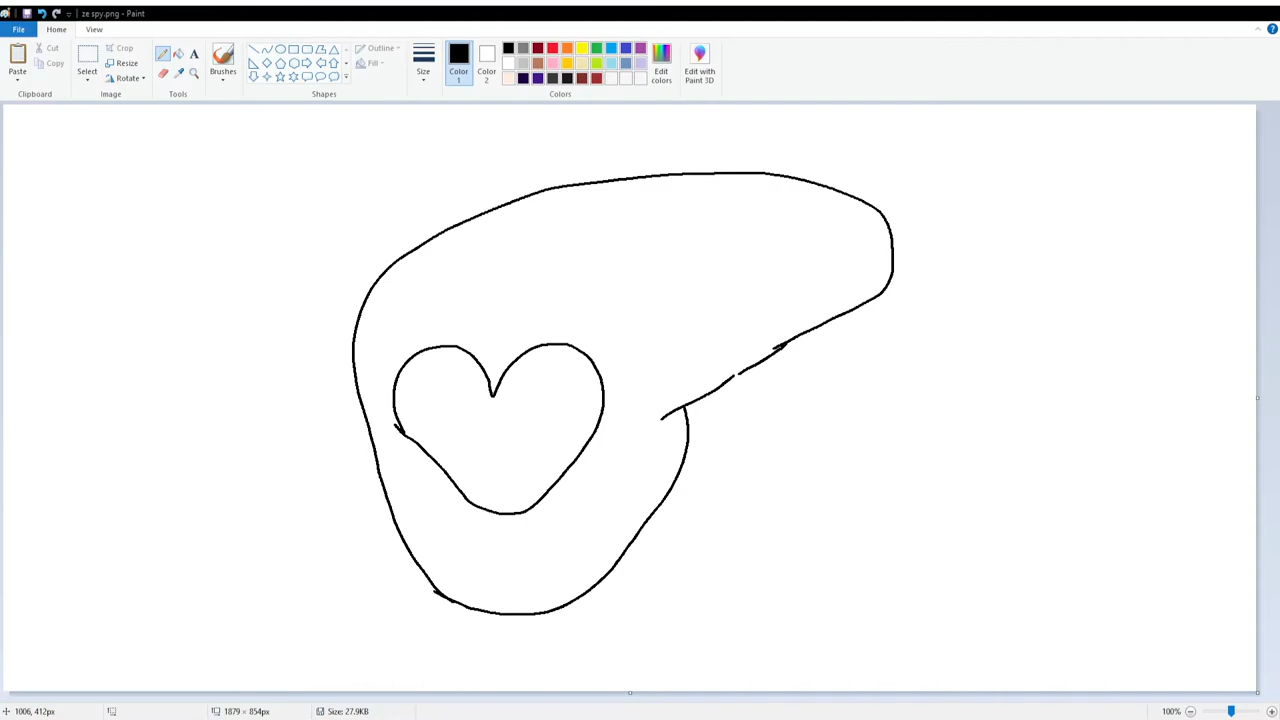 ze spy.png - Paint
File Home View
Paste
Cut
Copy
Clipboard
Select
Crop
Resize
Rotate
Image
A
Tools
Brushes
Outline
Fill
Shapes
Size
Color 1
Color 2
Edit colors
Colors
Edit with Paint 3D
1006, 412px
1879 × 854px
Size: 27.9KB
100%